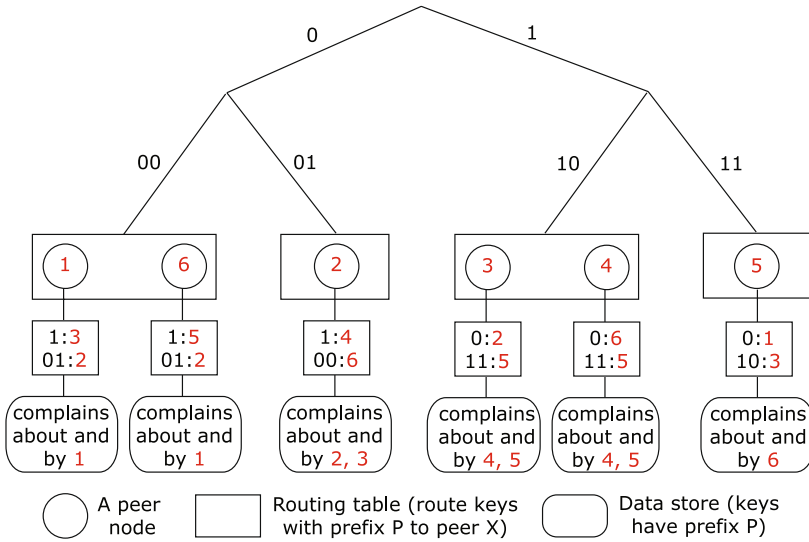 0
1
00
01
10
11
1
6
2
3
4
5
1:3
01:2
1:5
01:2
1:4
00:6
0:2
11:5
0:6
11:5
0:1
10:3
complains
about and
by 1
complains
about and
by 1
complains
about and
by 2, 3
complains
about and
by 4, 5
complains
about and
by 4, 5
complains
about and
by 6
A peer
node
Routing table (route keys
with prefix P to peer X)
Data store (keys
have prefix P)